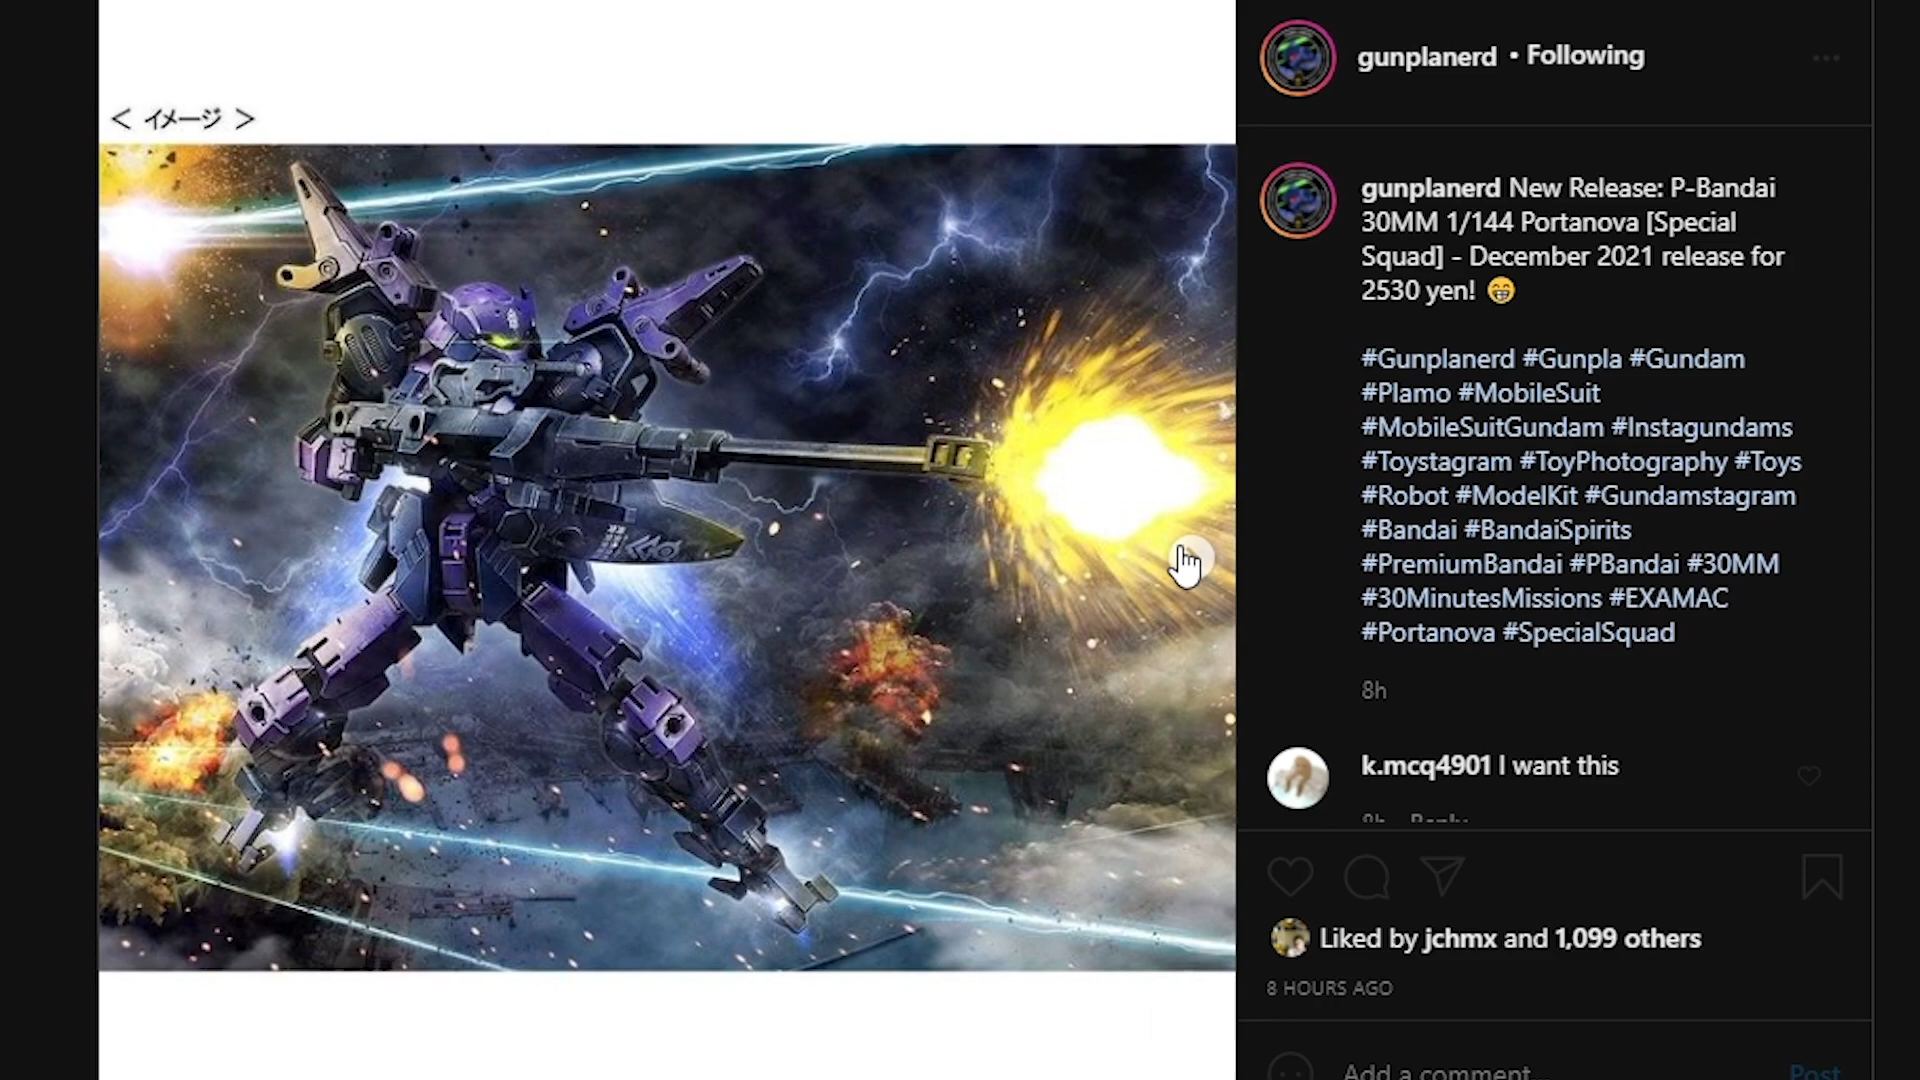 < イメージ >
gunplanerd • Following
gunplanerd New Release: P-Bandai
30MM 1/144 Portanova [Special
Squad] - December 2021 release for
2530 yen! 😁
#Gunplanerd #Gunpla #Gundam
#Plamo #MobileSuit
#MobileSuitGundam #Instagundams
#Toystagram #ToyPhotography #Toys
#Robot #ModelKit #Gundamstagram
#Bandai #BandaiSpirits
#PremiumBandai #PBandai #30MM
#30MinutesMissions #EXAMAC
#Portanova #SpecialSquad
8h
k.mcq4901 I want this
8h Reply
Liked by jchmx and 1,099 others
8 HOURS AGO
Add a comment...
Post